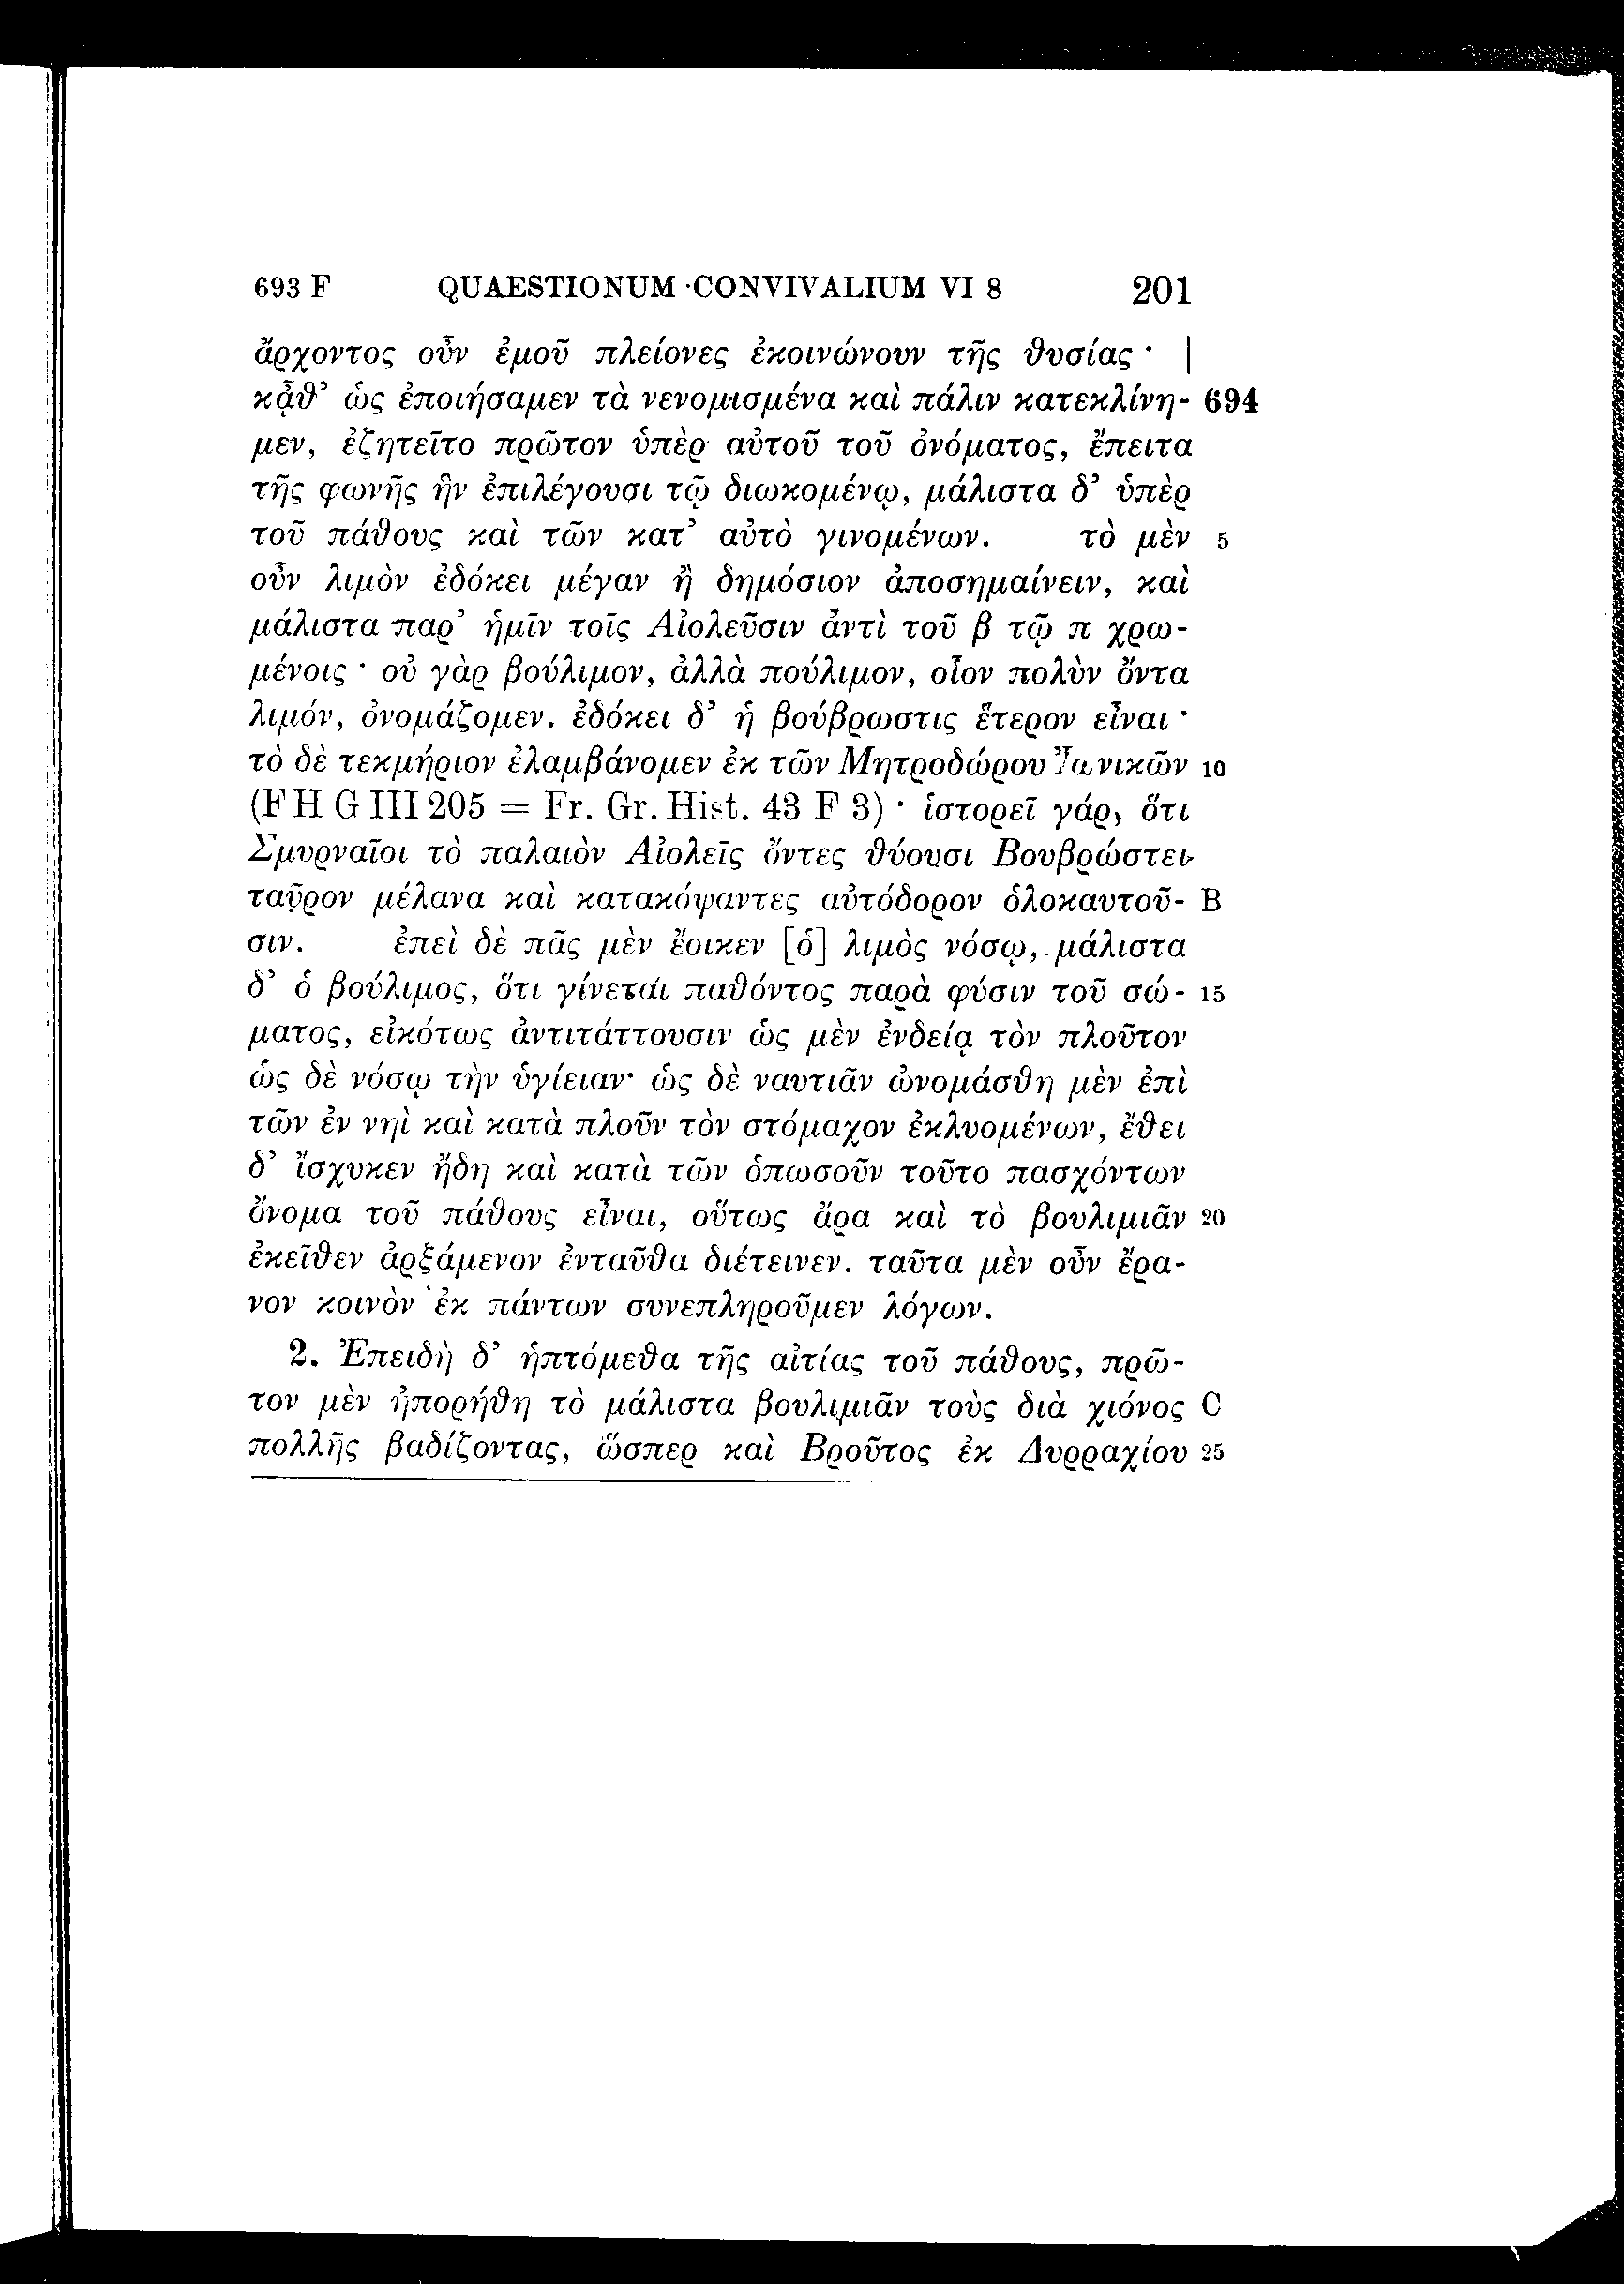 693 F QUAESTIONUM CONVIVALIUM VI 8 201
ἄρχοντος οὖν ἐμοῦ πλείονες ἐκοινώνουν τῆς θυσίας · |
κᾆθ’ ὡς ἐποιήσαμεν τὰ νενομισμένα καὶ πάλιν κατεκλίνη- 694
μεν, ἐζητεῖτο πρῶτον ὑπὲρ αὐτοῦ τοῦ ὀνόματος, ἔπειτα
τῆς φωνῆς ἣν ἐπιλέγουσι τῷ διωκομένῳ, μάλιστα δ’ ὑπὲρ
τοῦ πάθους καὶ τῶν κατ’ αὐτὸ γινομένων. τὸ μὲν 5
οὖν λιμὸν ἐδόκει μέγαν ἢ δημόσιον ἀποσημαίνειν, καὶ
μάλιστα παρ’ ἡμῖν τοῖς Αἰολεῦσιν ἀντὶ τοῦ β τῷ π χρω-
μένοις · οὐ γὰρ βούλιμον, ἀλλὰ πούλιμον, οἷον πολὺν ὄντα
λιμόν, ὀνομάζομεν. ἐδόκει δ’ ἡ βούβρωστις ἕτερον εἶναι ·
τὸ δὲ τεκμήριον ἐλαμβάνομεν ἐκ τῶν Μητροδώρου Ἰωνικῶν 10
(F H G III 205 = Fr. Gr. Hist. 43 F 3) · ἱστορεῖ γάρ, ὅτι
Σμυρναῖοι τὸ παλαιὸν Αἰολεῖς ὄντες θύουσι Βουβρώστει
ταῦρον μέλανα καὶ κατακόψαντες αὐτόδορον ὁλοκαυτοῦ- B
σιν. ἐπεὶ δὲ πᾶς μὲν ἔοικεν [ὁ] λιμὸς νόσῳ, μάλιστα
δ’ ὁ βούλιμος, ὅτι γίνεται παθόντος παρὰ φύσιν τοῦ σώ- 15
ματος, εἰκότως ἀντιτάττουσιν ὡς μὲν ἐνδείᾳ τὸν πλοῦτον
ὡς δὲ νόσῳ τὴν ὑγίειαν· ὡς δὲ ναυτιᾶν ὠνομάσθη μὲν ἐπὶ
τῶν ἐν νηὶ καὶ κατὰ πλοῦν τὸν στόμαχον ἐκλυομένων, ἔθει
δ’ ἴσχυκεν ἤδη καὶ κατὰ τῶν ὁπωσοῦν τοῦτο πασχόντων
ὄνομα τοῦ πάθους εἶναι, οὕτως ἄρα καὶ τὸ βουλιμιᾶν 20
ἐκεῖθεν ἀρξάμενον ἐνταῦθα διέτεινεν. ταῦτα μὲν οὖν ἔρα-
νον κοινὸν ἐκ πάντων συνεπληροῦμεν λόγων.
2. Ἐπειδὴ δ’ ἡπτόμεθα τῆς αἰτίας τοῦ πάθους, πρῶ-
τον μὲν ἠπορήθη τὸ μάλιστα βουλιμιᾶν τοὺς διὰ χιόνος C
πολλῆς βαδίζοντας, ὥσπερ καὶ Βροῦτος ἐκ Δυρραχίου 25